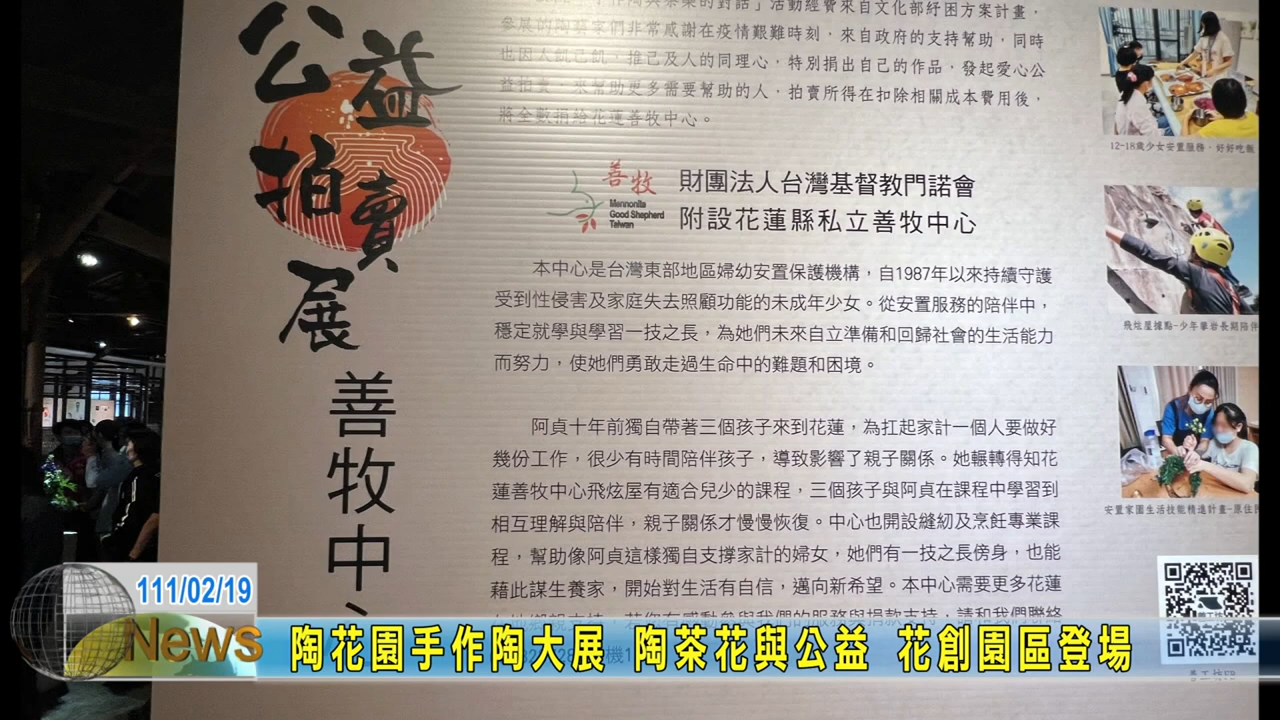 公益
拍賣
展
善牧中
作陶與茶染的對話」活動經費來自文化部紓困方案計畫，
參展的陶藝家們非常感謝在疫情艱難時刻，來自政府的支持幫助，同時
也因人飢己飢，推己及人的同理心，特別捐出自己的作品，發起愛心公
益拍賣，來幫助更多需要幫助的人，拍賣所得在扣除相關成本費用後，
將全數捐給花蓮善牧中心。
善牧
Mennonite
Good Shepherd
Taiwan
財團法人台灣基督教門諾會
附設花蓮縣私立善牧中心
本中心是台灣東部地區婦幼安置保護機構，自1987年以來持續守護
受到性侵害及家庭失去照顧功能的未成年少女。從安置服務的陪伴中，
穩定就學與學習一技之長，為她們未來自立準備和回歸社會的生活能力
而努力，使她們勇敢走過生命中的難題和困境。
阿貞十年前獨自帶著三個孩子來到花蓮，為扛起家計一個人要做好
幾份工作，很少有時間陪伴孩子，導致影響了親子關係。她輾轉得知花
蓮善牧中心飛炫屋有適合兒少的課程，三個孩子與阿貞在課程中學習到
相互理解與陪伴，親子關係才慢慢恢復。中心也開設縫紉及烹飪專業課
程，幫助像阿貞這樣獨自支撐家計的婦女，她們有一技之長傍身，也能
藉此謀生養家，開始對生活有自信，邁向新希望。本中心需要更多花蓮
12-18歲少女安置服務，好好吃飯
飛炫屋據點-少年攀岩長期陪伴
安置家園生活技能精進計畫-原住
111/02/19
News
陶花園手作陶大展 陶茶花與公益 花創園區登場